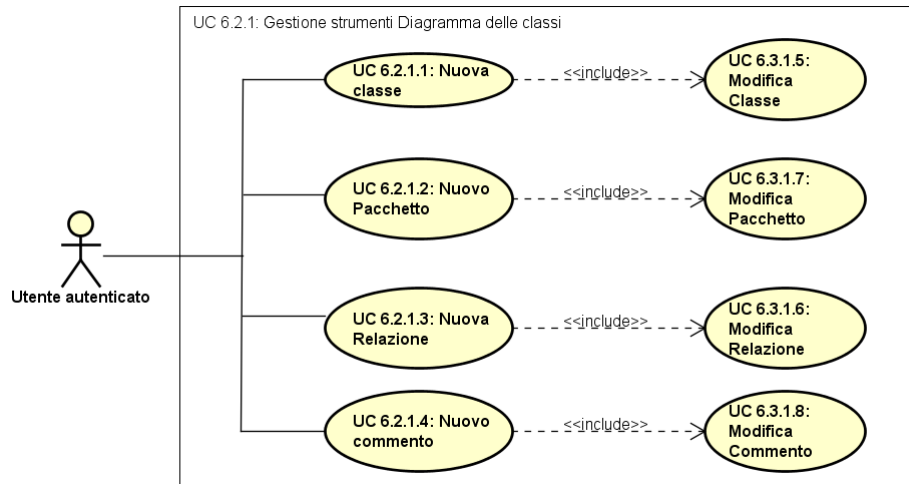 UC 6.2.1: Gestione strumenti Diagramma delle classi
UC 6.2.1.1: Nuova
classe
<<include>>
UC 6.3.1.5:
Modifica
Classe
UC 6.2.1.2: Nuovo
Pacchetto
<<include>>
UC 6.3.1.7:
Modifica
Pacchetto
Utente autenticato
UC 6.2.1.3: Nuova
Relazione
<<include>>
UC 6.3.1.6:
Modifica
Relazione
UC 6.2.1.4: Nuovo
commento
<<include>>
UC 6.3.1.8:
Modifica
Commento